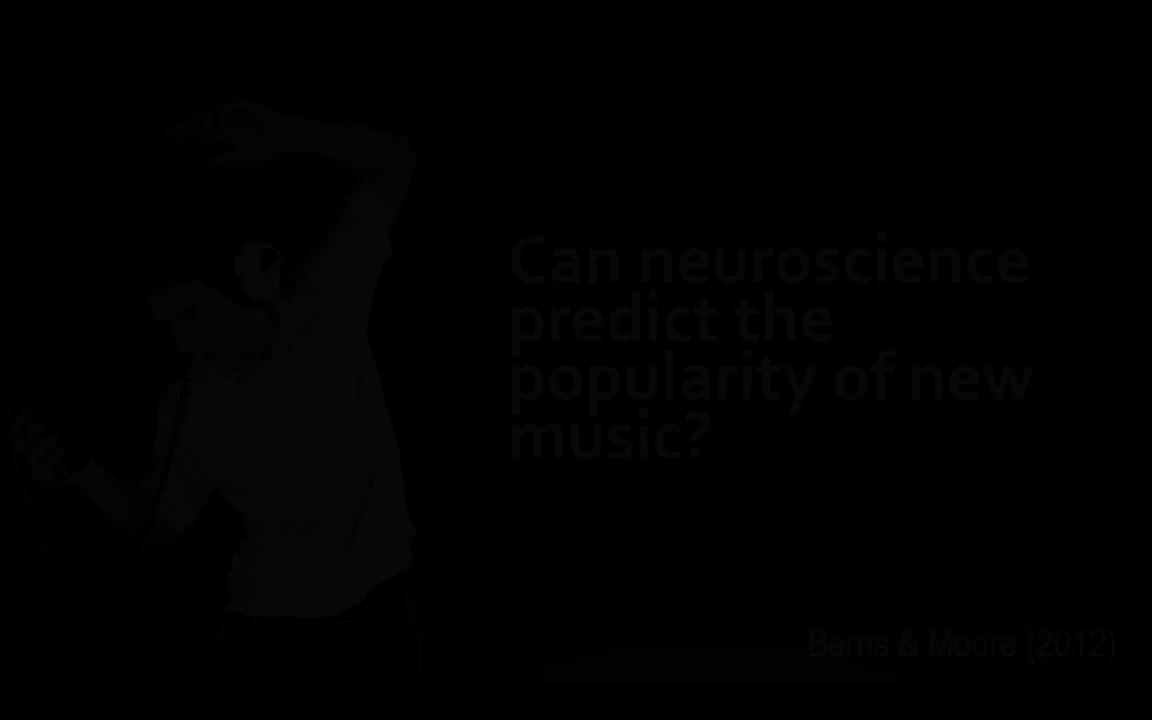 Can neuroscience
predict the
popularity of new
music?
Berns & Moore (2012)